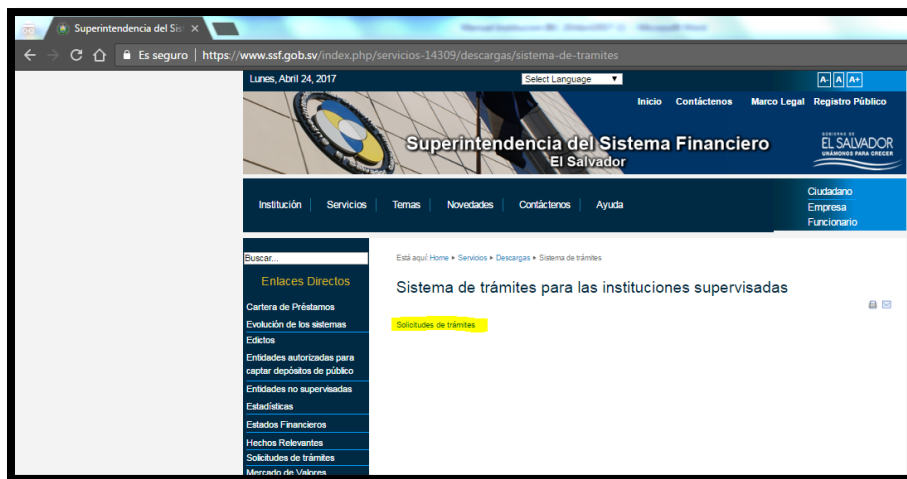 Superintendencia del Sis
Es seguro | https://www.ssf.gob.sv/index.php/servicios-14309/descargas/sistema-de-tramites
Lunes, Abril 24, 2017
Select Language
A- A A+
Inicio Contáctenos Marco Legal Registro Público
Superintendencia del Sistema Financiero
El Salvador
GOBIERNO DE
EL SALVADOR
UNÁMONOS PARA CRECER
Institución | Servicios | Temas | Novedades | Contáctenos | Ayuda
Ciudadano
Empresa
Funcionario
Buscar...
Está aquí: Home ▸ Servicios ▸ Descargas ▸ Sistema de trámites
Enlaces Directos
Sistema de trámites para las instituciones supervisadas
Cartera de Préstamos
Solicitudes de trámites
Evolución de los sistemas
Edictos
Entidades autorizadas para
captar depósitos de público
Entidades no supervisadas
Estadísticas
Estados Financieros
Hechos Relevantes
Solicitudes de trámites
Mercado de Valores